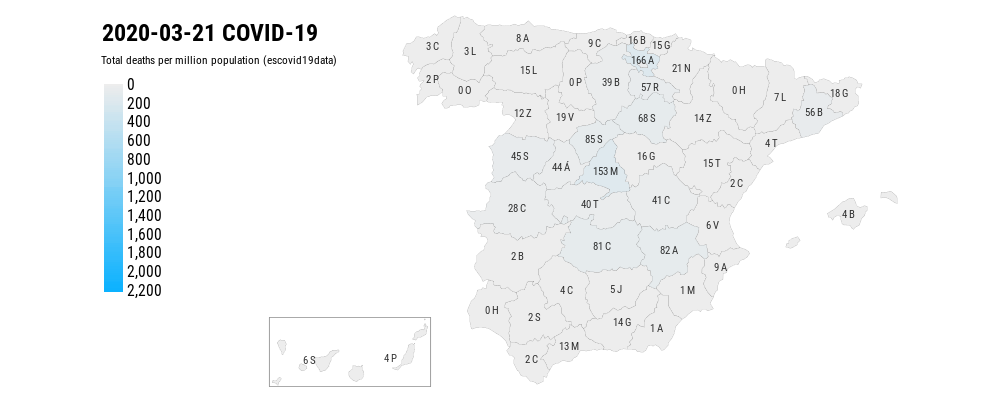 2020-03-21 COVID-19
Total deaths per million population (escovid19data)
0
200
400
600
800
1,000
1,200
1,400
1,600
1,800
2,000
2,200
3 C
3 L
8 A
9 C
16 B
15 G
166 A
21 N
2 P
0 O
15 L
0 P
39 B
57 R
0 H
7 L
18 G
56 B
12 Z
19 V
68 S
14 Z
4 T
85 S
45 S
44 Á
153 M
16 G
15 T
2 C
28 C
40 T
41 C
4 B
6 V
2 B
81 C
82 A
9 A
4 C
5 J
1 M
0 H
2 S
14 G
1 A
13 M
2 C
6 S
4 P